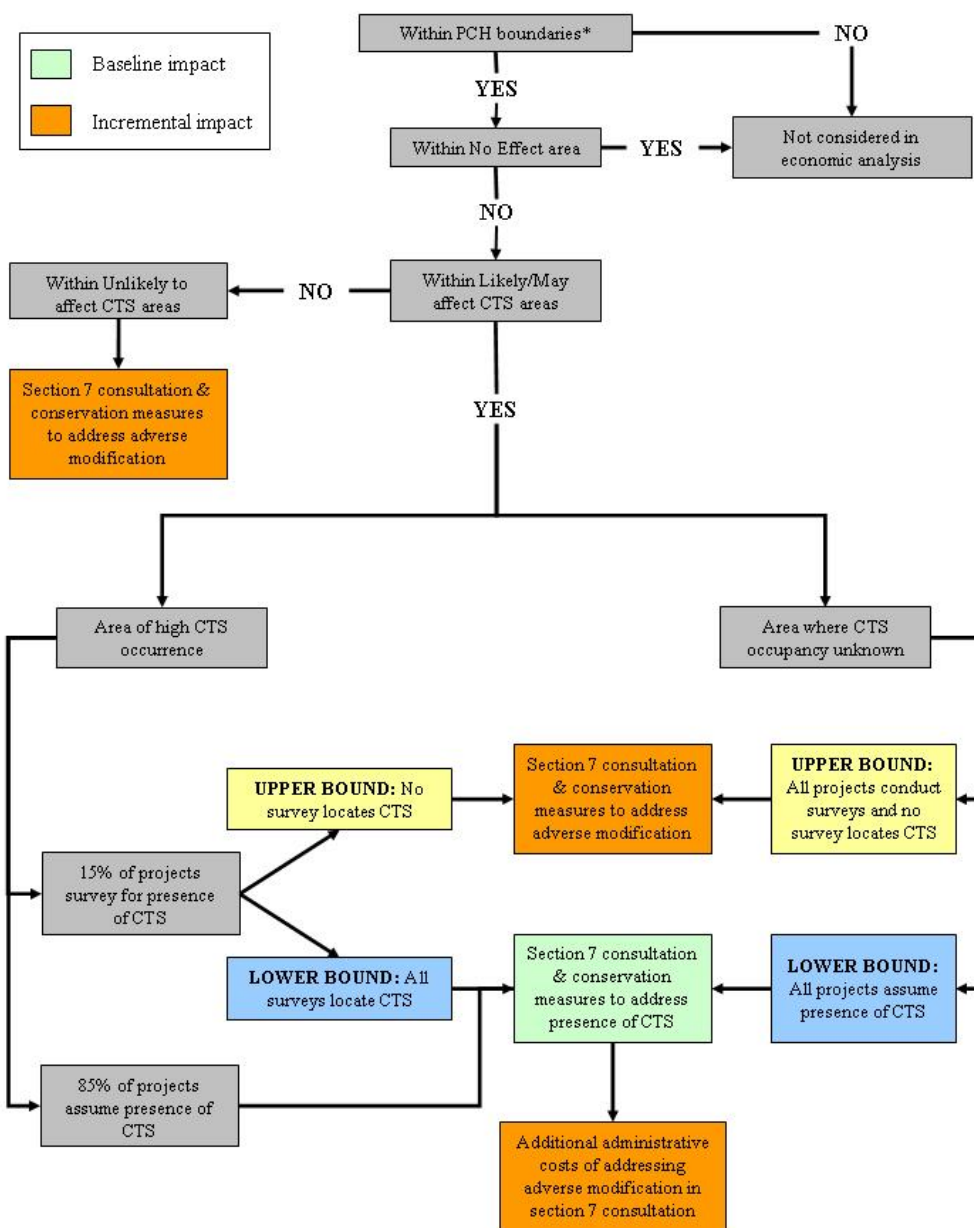 Within PCH boundaries*
NO
Baseline impact
YES
Incremental impact
Within No Effect area
YES
Not considered in
economic analysis
NO
Within Unlikely to
affect CTS areas
NO
Within Likely/May
affect CTS areas
Section 7 consultation &
conservation measures
to address adverse
modification
YES
Area of high CTS
occurrence
Area where CTS
occupancy unknown
UPPER BOUND: No
survey locates CTS
Section 7 consultation
& conservation
measures to address
adverse modification
UPPER BOUND:
All projects conduct
surveys and no
survey locates CTS
15% of projects
survey for presence
of CTS
LOWER BOUND: All
surveys locate CTS
Section 7 consultation
& conservation
measures to address
presence of CTS
LOWER BOUND:
All projects assume
presence of CTS
85% of projects
assume presence of
CTS
Additional administrative
costs of addressing
adverse modification in
section 7 consultation